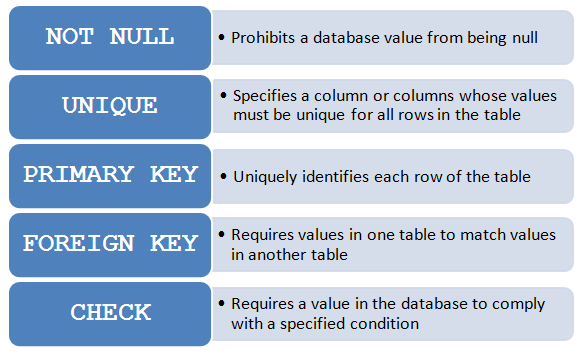 NOT NULL
• Prohibits a database value from being null
UNIQUE
• Specifies a column or columns whose values
must be unique for all rows in the table
PRIMARY KEY
• Uniquely identifies each row of the table
FOREIGN KEY
• Requires values in one table to match values
in another table
CHECK
• Requires a value in the database to comply
with a specified condition